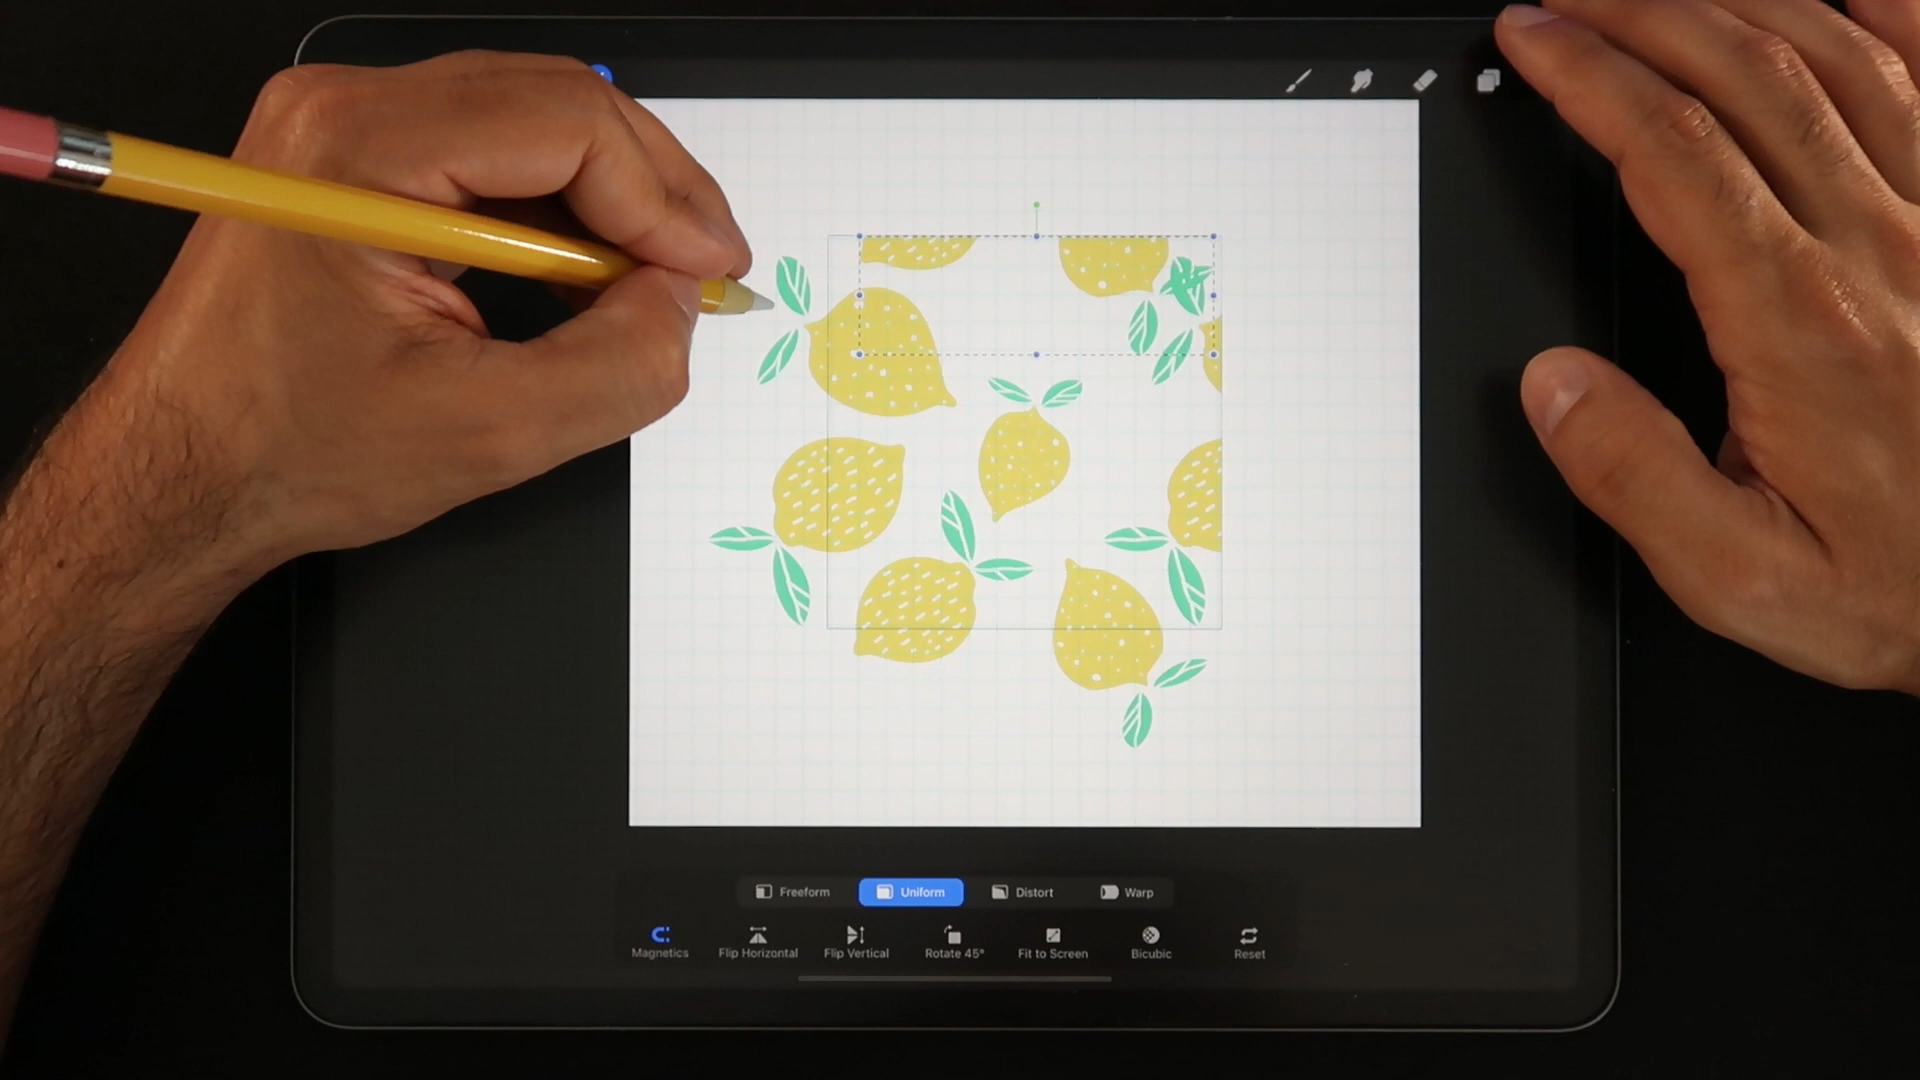 Freeform Uniform Distort Warp
Magnetics Flip Horizontal Flip Vertical Rotate 45° Fit to Screen Bicubic Reset